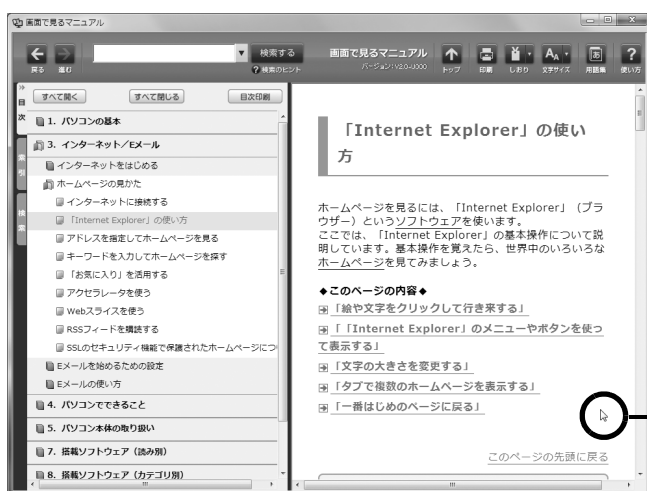 画面で見るマニュアル
戻る 進む
検索する
検索のヒント
画面で見るマニュアル
バージョン:V2.0-U000
トップ 印刷 しおり 文字サイズ 用語集 使い方
目次
索引
検索
すべて開く すべて閉じる 目次印刷
1. パソコンの基本
3. インターネット／Eメール
インターネットをはじめる
ホームページの見かた
インターネットに接続する
「Internet Explorer」の使い方
アドレスを指定してホームページを見る
キーワードを入力してホームページを探す
「お気に入り」を活用する
アクセラレータを使う
Webスライスを使う
RSSフィードを購読する
SSLのセキュリティ機能で保護されたホームページにつ
Eメールを始めるための設定
Eメールの使い方
4. パソコンでできること
5. パソコン本体の取り扱い
7. 搭載ソフトウェア（読み別）
8. 搭載ソフトウェア（カテゴリ別）
「Internet Explorer」の使い
方
ホームページを見るには、「Internet Explorer」（ブラ
ウザー）というソフトウェアを使います。
ここでは、「Internet Explorer」の基本操作について説
明しています。基本操作を覚えたら、世界中のいろいろな
ホームページを見てみましょう。
◆このページの内容◆
「絵や文字をクリックして行き来する」
「「Internet Explorer」のメニューやボタンを使っ
て表示する」
「文字の大きさを変更する」
「タブで複数のホームページを表示する」
「一番はじめのページに戻る」
このページの先頭に戻る